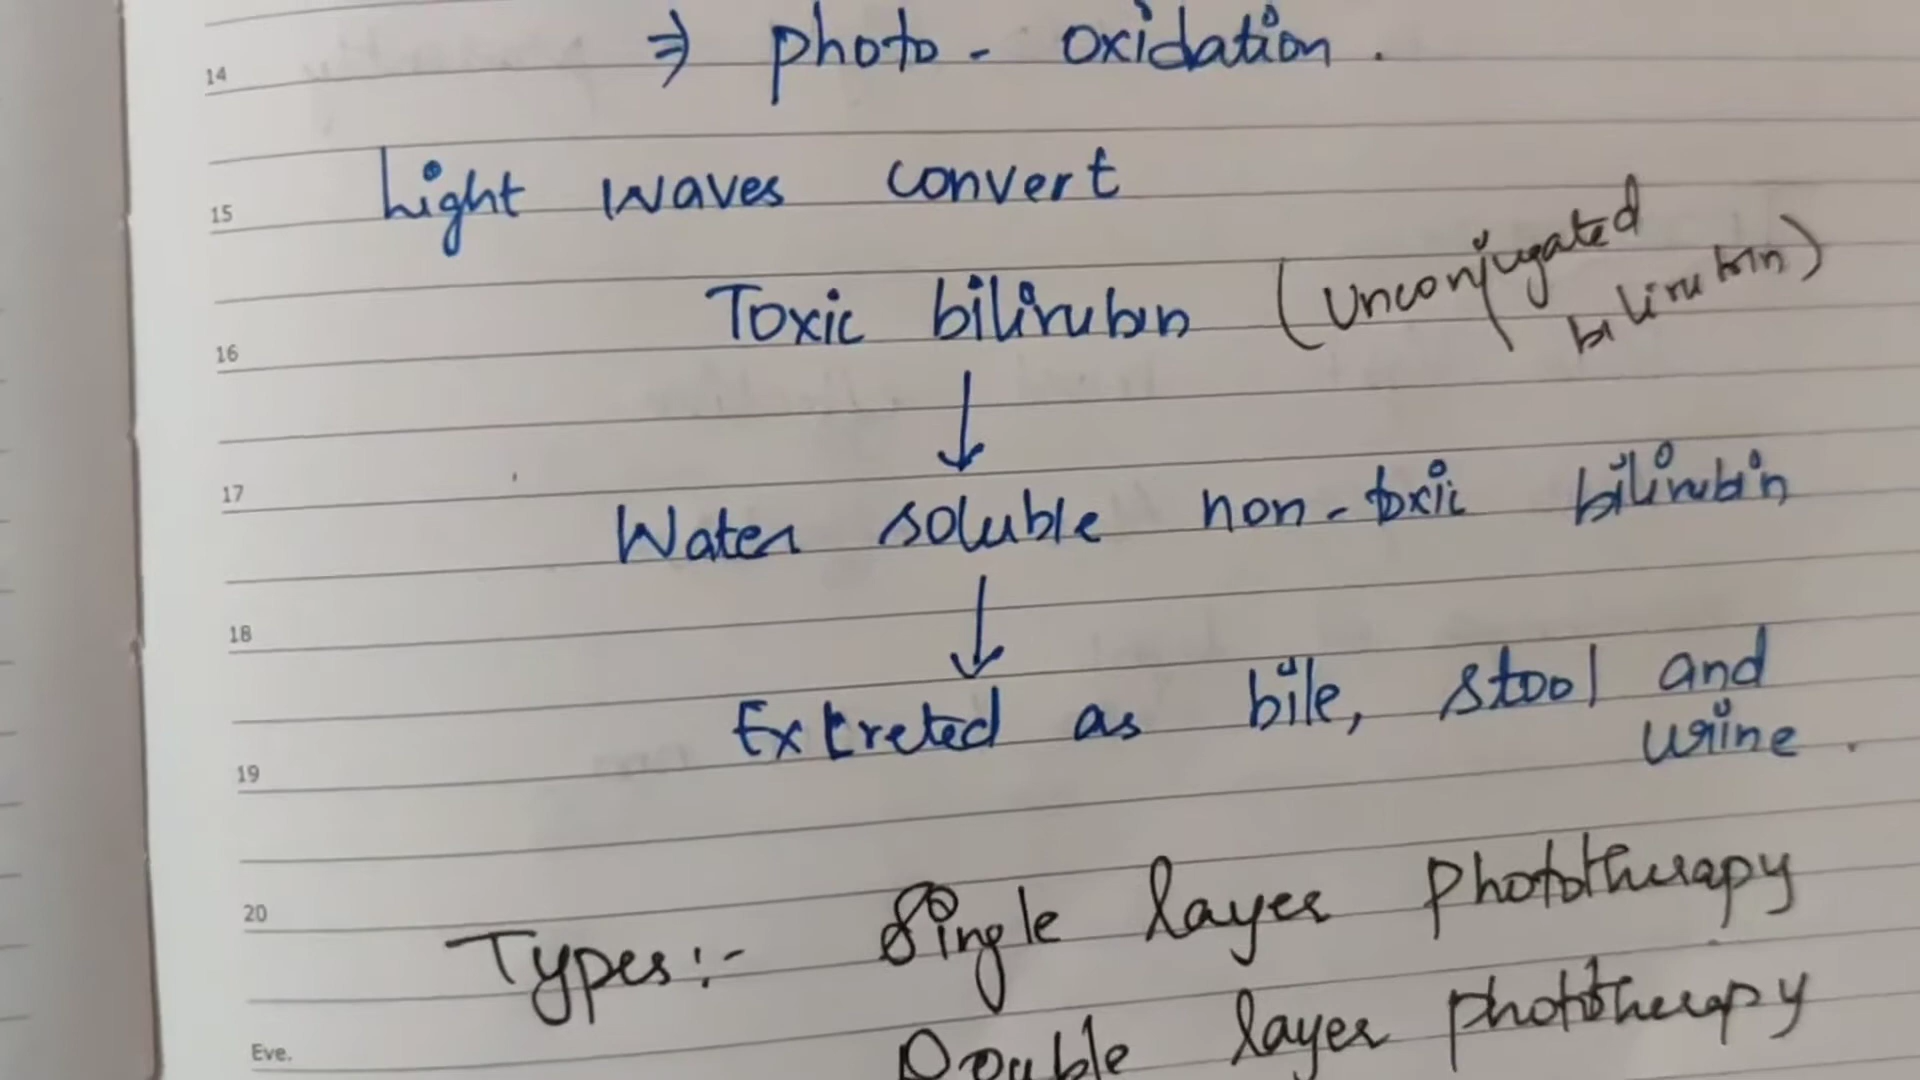 ⇒ photo - oxidation.
14
Light waves convert
15
Toxic bilirubin (Unconjugated bilirubin)
16
↓
Water soluble non-toxic bilirubin
17
↓
18
Excreted as bile, stool and
urine.
19
20
Types:- Single layer Phototherapy
Double layer phototherapy
Eve.